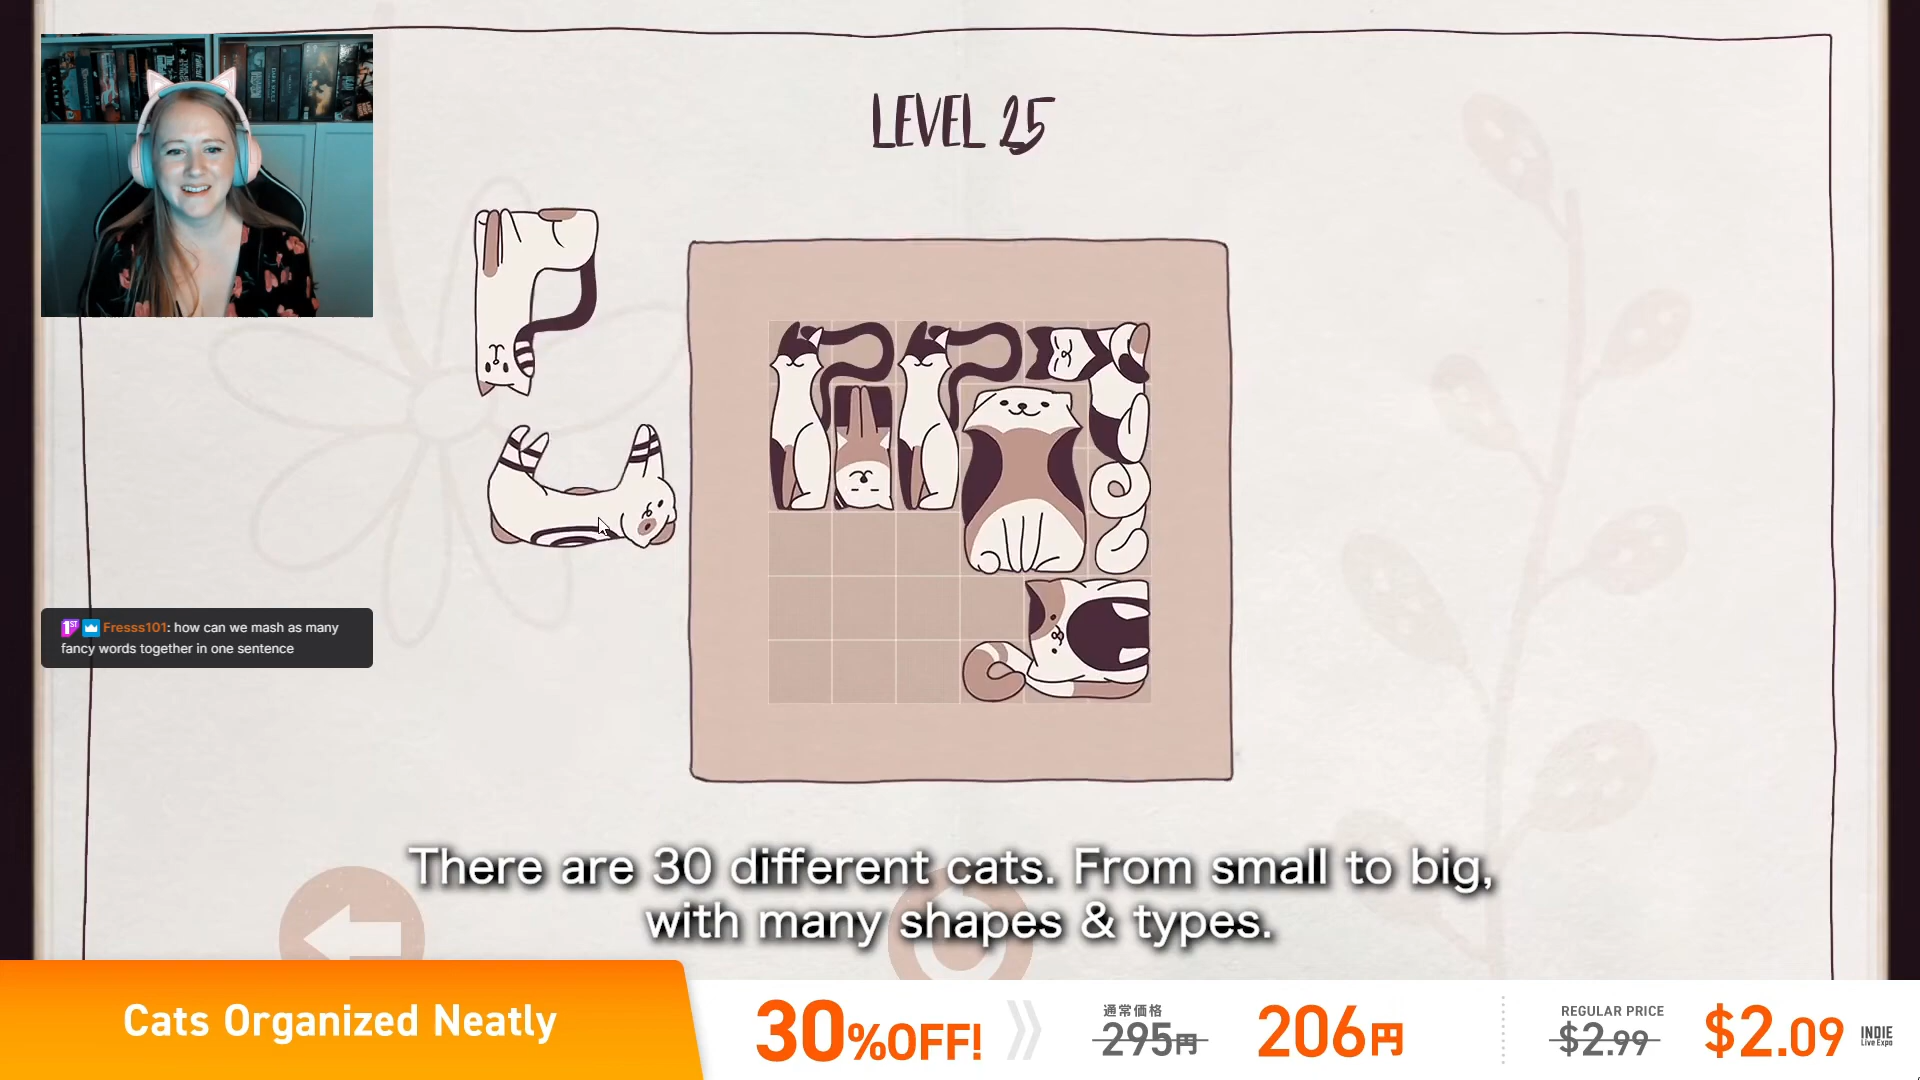 LEVEL 25
Fresss101: how can we mash as many
fancy words together in one sentence
There are 30 different cats. From small to big,
with many shapes & types.
Cats Organized Neatly
30%OFF!
通常価格
295円
206円
REGULAR PRICE
$2.99
$2.09
INDIE
Live Expo